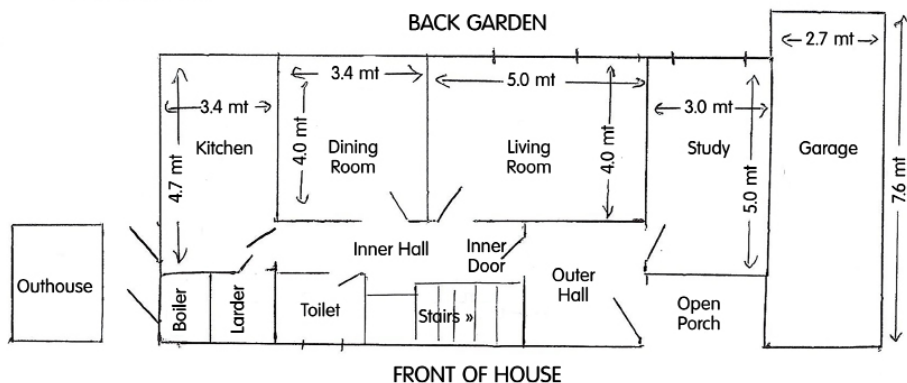 BACK GARDEN
2.7 mt
3.4 mt
5.0 mt
3.4 mt
3.0 mt
Kitchen
Dining
Room
Living
Room
Study
Garage
4.7 mt
4.0 mt
4.0 mt
5.0 mt
7.6 mt
Inner Hall
Inner
Door
Outer
Hall
Outhouse
Boiler
Larder
Toilet
Stairs »
Open
Porch
FRONT OF HOUSE